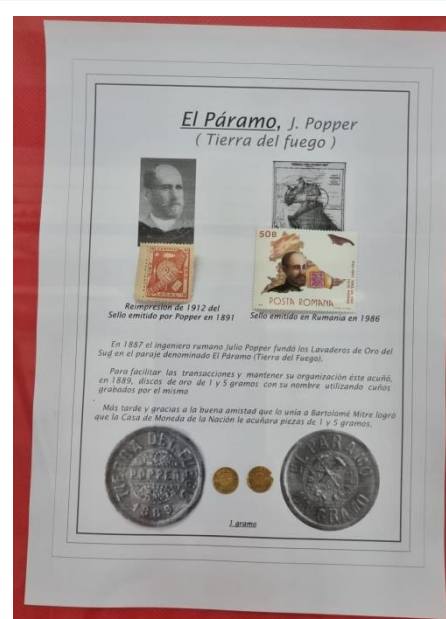 El Páramo, J. Popper
( Tierra del fuego )
50B
POSTA ROMANA
Reimpresión de 1912 del
Sello emitido por Popper en 1891
Sello emitido en Rumania en 1986
En 1887 el ingeniero rumano Julio Popper fundó los Lavaderos de Oro del
Sud en el paraje denominado El Páramo (Tierra del Fuego).
Para facilitar las transacciones y mantener su organización éste acuñó,
en 1889, discos de oro de 1 y 5 gramos con su nombre utilizando cuños
grabados por el mismo
Más tarde y gracias a la buena amistad que lo unía a Bartolomé Mitre logró
que la Casa de Moneda de la Nación le acuñara piezas de 1 y 5 gramos.
TIERRA DEL FUEGO
POPPER
1889
EL PARAMO
UN GRAMO
1 gramo